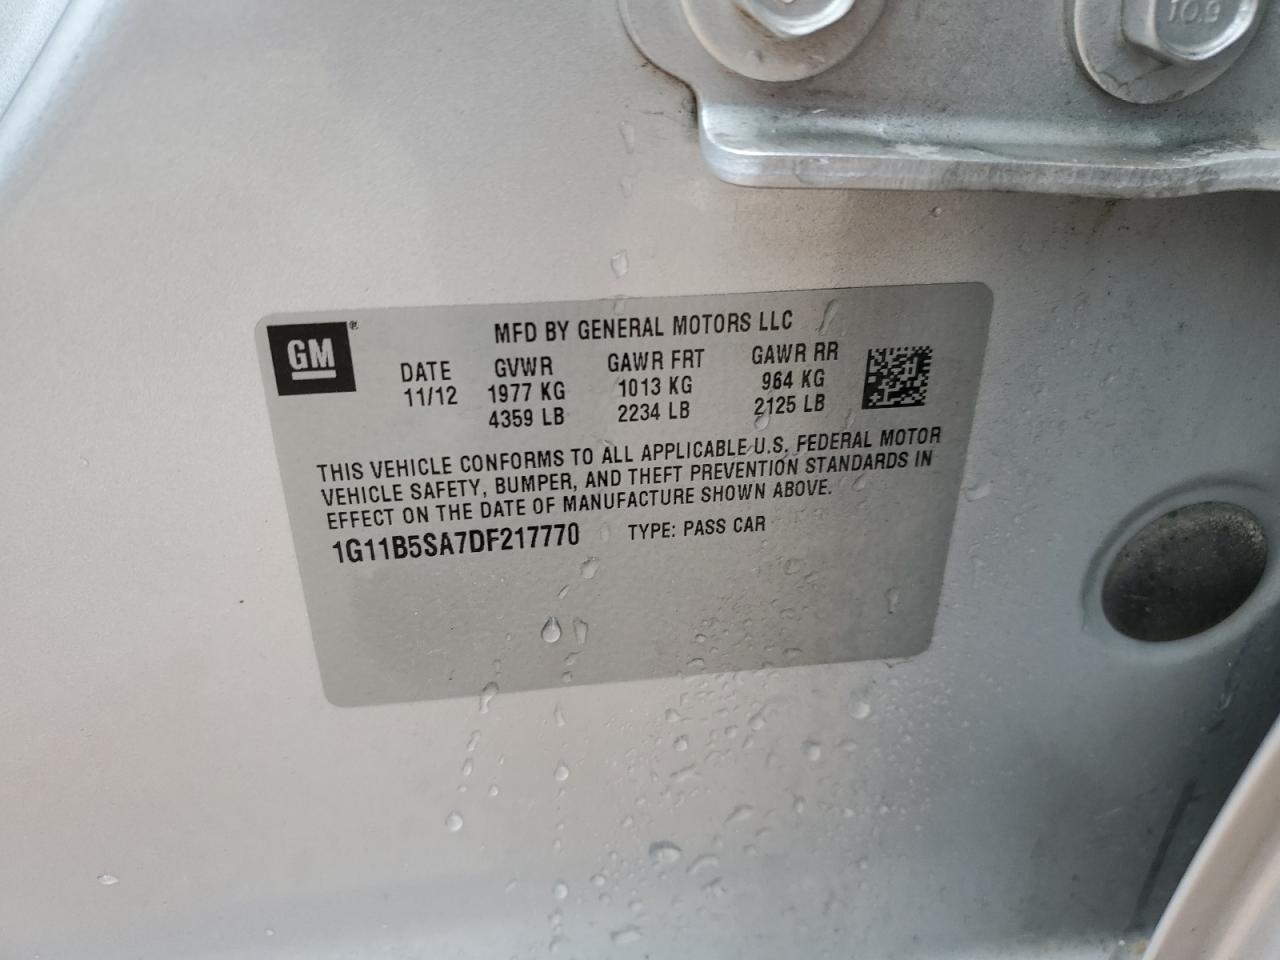 10.9
GM®
MFD BY GENERAL MOTORS LLC
DATE GVWR GAWR FRT GAWR RR
11/12 1977 KG 1013 KG 964 KG
4359 LB 2234 LB 2125 LB
THIS VEHICLE CONFORMS TO ALL APPLICABLE U.S. FEDERAL MOTOR
VEHICLE SAFETY, BUMPER, AND THEFT PREVENTION STANDARDS IN
EFFECT ON THE DATE OF MANUFACTURE SHOWN ABOVE.
1G11B5SA7DF217770 TYPE: PASS CAR